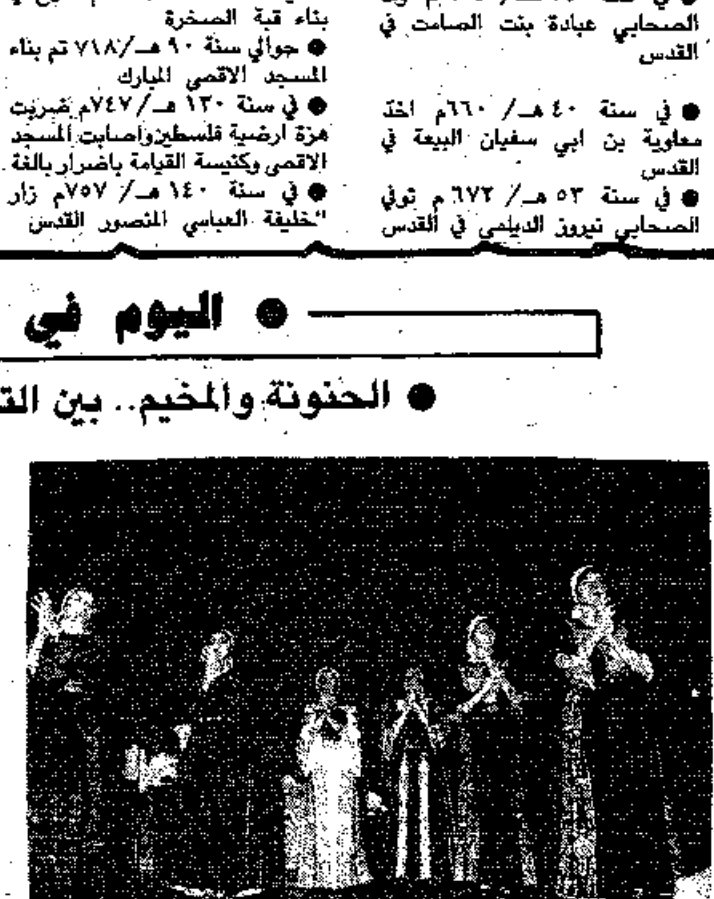 الصحابي عبادة بنت الصامت في
القدس
● في سنة ٤٠ هـ/ ٦٦٠م اخذ
معاوية بن ابي سفيان البيعة في
القدس
● في سنة ٥٣ هـ/ ٦٧٢ م توفي
الصحابي تيروز الديلمي في القدس
بناء قبة الصخرة
● حوالي سنة ٩٠ هـ/٧١٨ تم بناء
المسجد الاقصى المبارك
● في سنة ١٣٠ هـ/٧٤٧م ضربت
هزة ارضية فلسطين واصابت المسجد
الاقصى وكنيسة القيامة باضرار بالغة
● في سنة ١٤٠ هـ/ ٧٥٧م زار
الخليفة العباسي المنصور القدس
● اليوم في
● الحنونة والمخيم.. بين